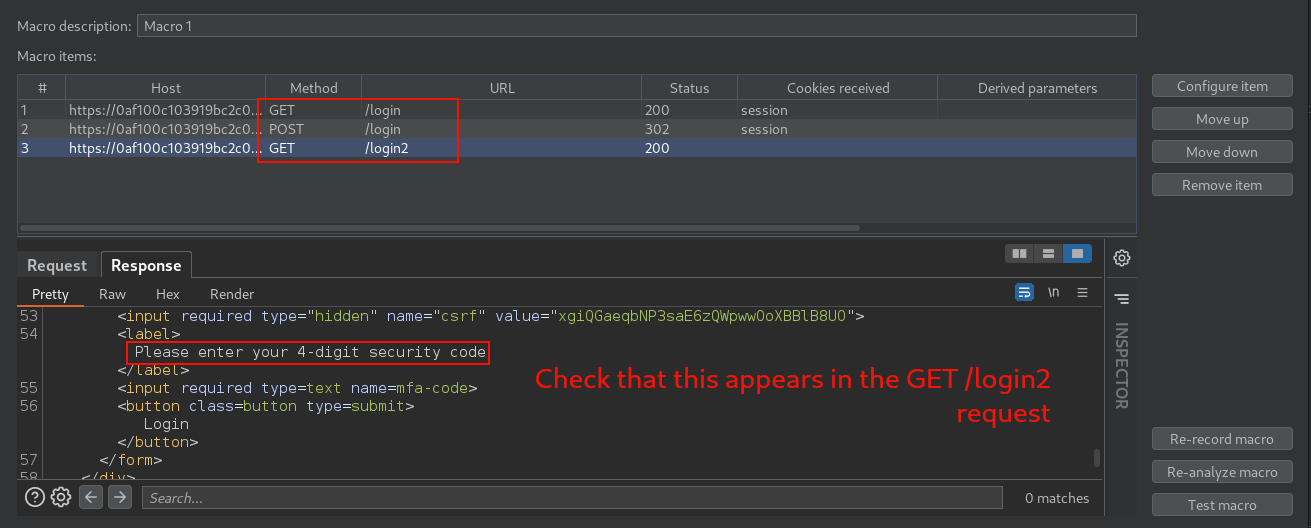 Macro description: Macro 1
Macro items:
# Host Method URL Status Cookies received Derived parameters
1 https://0af100c103919bc2c0... GET /login 200 session
2 https://0af100c103919bc2c0... POST /login 302 session
3 https://0af100c103919bc2c0... GET /login2 200
Configure item
Move up
Move down
Remove item
Request Response
Pretty Raw Hex Render \n
53 <input required type="hidden" name="csrf" value="xgiQGaeqbNP3saE6zQWpwwOoXBBlB8UO">
54 <label>
Please enter your 4-digit security code
</label>
55 <input required type=text name=mfa-code>
56 <button class=button type=submit>
Login
</button>
57 </form>
58 </div>
Check that this appears in the GET /login2
request
INSPECTOR
Re-record macro
Re-analyze macro
Test macro
Search... 0 matches